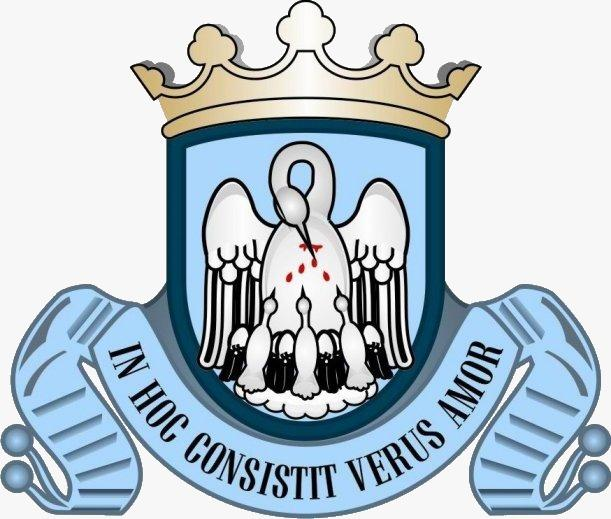 IN HOC CONSISTIT VERUS AMOR